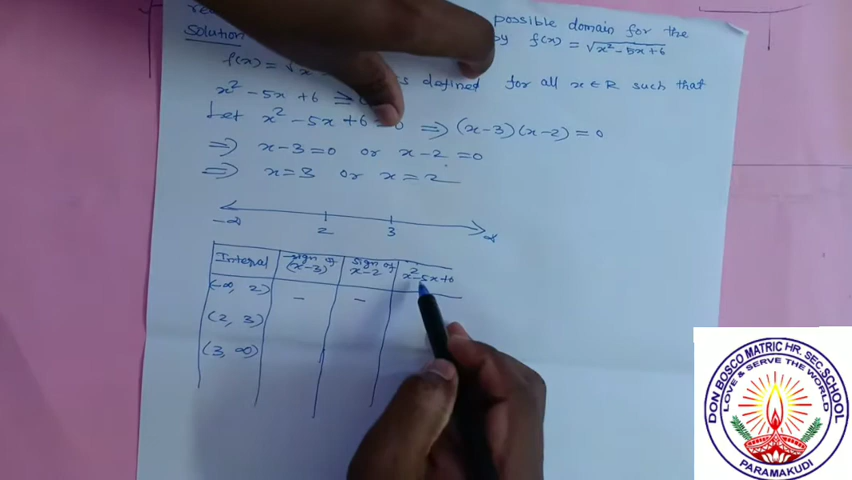 possible domain for the
Solution by f(x) = √x² - 5x + 6
f(x) = √x is defined for all x ∈ R such that
x² - 5x + 6 ≥
Let x² - 5x + 6 = 0 ⇒ (x-3)(x-2) = 0
⇒ x-3=0 or x-2=0
⇒ x=3 or x=2
-∞ 2 3 ∞
Interval sign of (x-3) sign of x-2 x²-5x+6
(-∞, 2) - -
(2, 3)
(3, ∞)
DON BOSCO MATRIC HR. SEC. SCHOOL
LOVE & SERVE THE WORLD
PARAMAKUDI